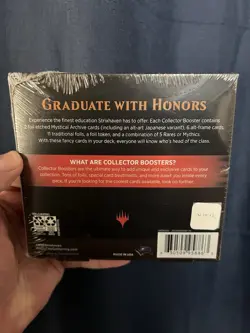 GRADUATE WITH HONORS
Experience the finest education Strixhaven has to offer. Each Collector Booster contains
2 foil-etched Mystical Archive cards (including an alt-art Japanese variant), 6 alt-frame cards,
11 traditional foils, a foil token, and a combination of 5 Rares or Mythics.
With these fancy cards in your deck, everyone will know who's head of the class.
WHAT ARE COLLECTOR BOOSTERS?
Collector Boosters are the ultimate way to add unique and exclusive cards to your
collection. Tons of foils, special card treatments, and more await you inside every
pack. If you're looking for the coolest cards available, look no further.
MADE IN USA